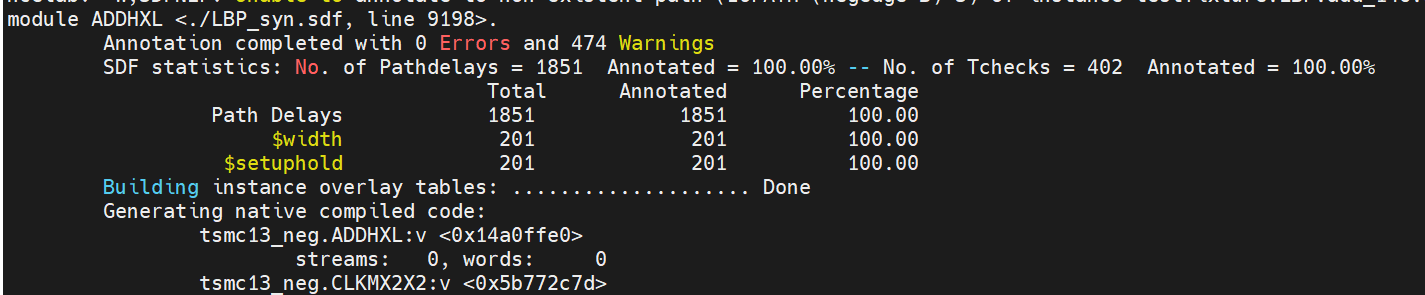 module ADDHXL <./LBP_syn.sdf, line 9198>.
Annotation completed with 0 Errors and 474 Warnings
SDF statistics: No. of Pathdelays = 1851  Annotated = 100.00% -- No. of Tchecks = 402  Annotated = 100.00%
Total Annotated Percentage
Path Delays 1851 1851 100.00
$width 201 201 100.00
$setuphold 201 201 100.00
Building instance overlay tables: .................... Done
Generating native compiled code:
tsmc13_neg.ADDHXL:v <0x14a0ffe0>
streams:   0, words:     0
tsmc13_neg.CLKMX2X2:v <0x5b772c7d>